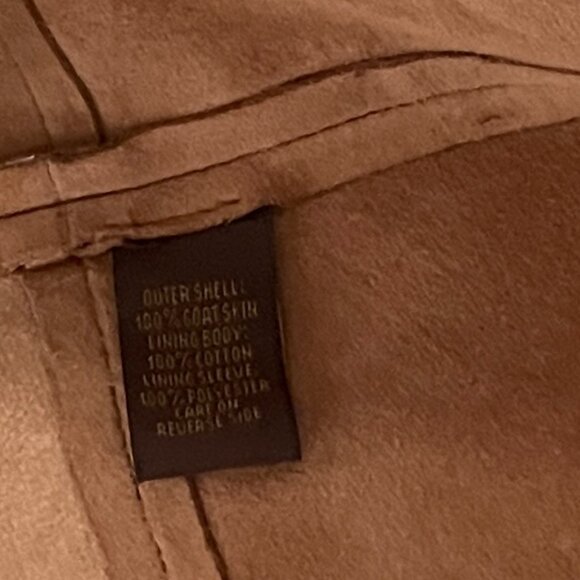 OUTER SHELL:
100% GOAT SKIN
LINING BODY:
100% COTTON
LINING SLEEVE:
100% POLYESTER
CARE ON
REVERSE SIDE